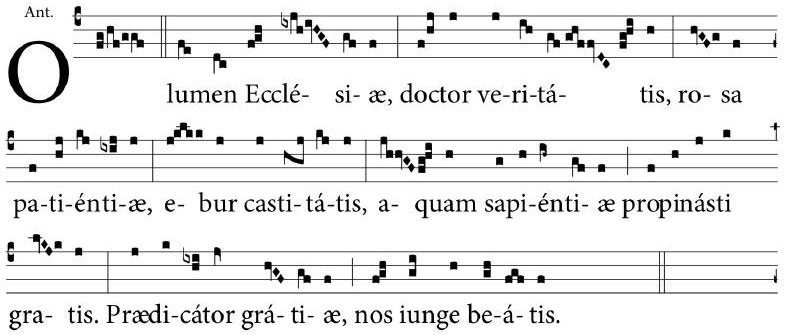 Ant.
O lumen Ecclé- si- æ, doctor ve- ri- tá- tis, ro- sa
pa- ti- énti- æ, e- bur casti- tá- tis, a- quam sapi- énti- æ propinásti
gra- tis. Prædi- cátor grá- ti- æ, nos iunge be- á- tis.